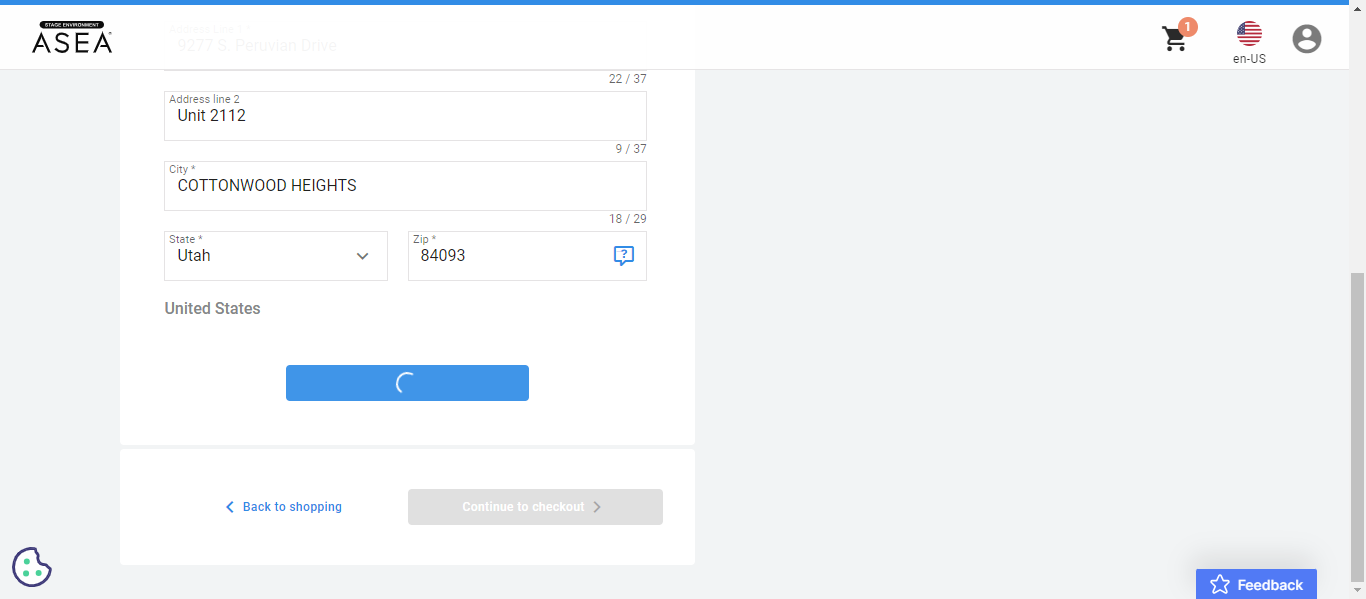 STAGE ENVIRONMENT
ASEA
Address Line 1 *
9277 S. Peruvian Drive
1
en-US
22 / 37
Address line 2
Unit 2112
9 / 37
City *
COTTONWOOD HEIGHTS
18 / 29
State *
Utah
Zip *
84093
?
United States
Back to shopping
Continue to checkout
Feedback